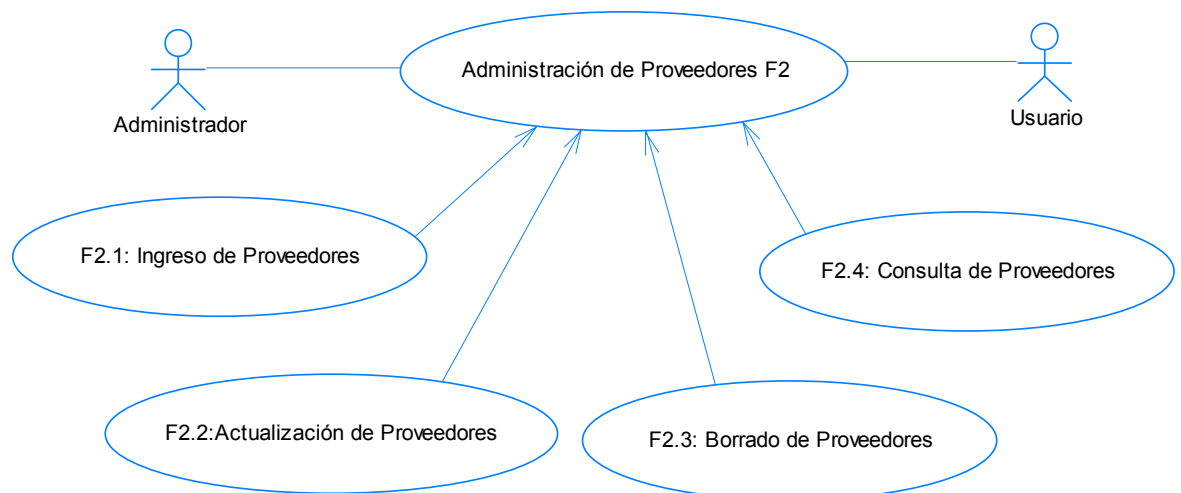 Administración de Proveedores F2
Administrador
Usuario
F2.1: Ingreso de Proveedores
F2.4: Consulta de Proveedores
F2.2:Actualización de Proveedores
F2.3: Borrado de Proveedores